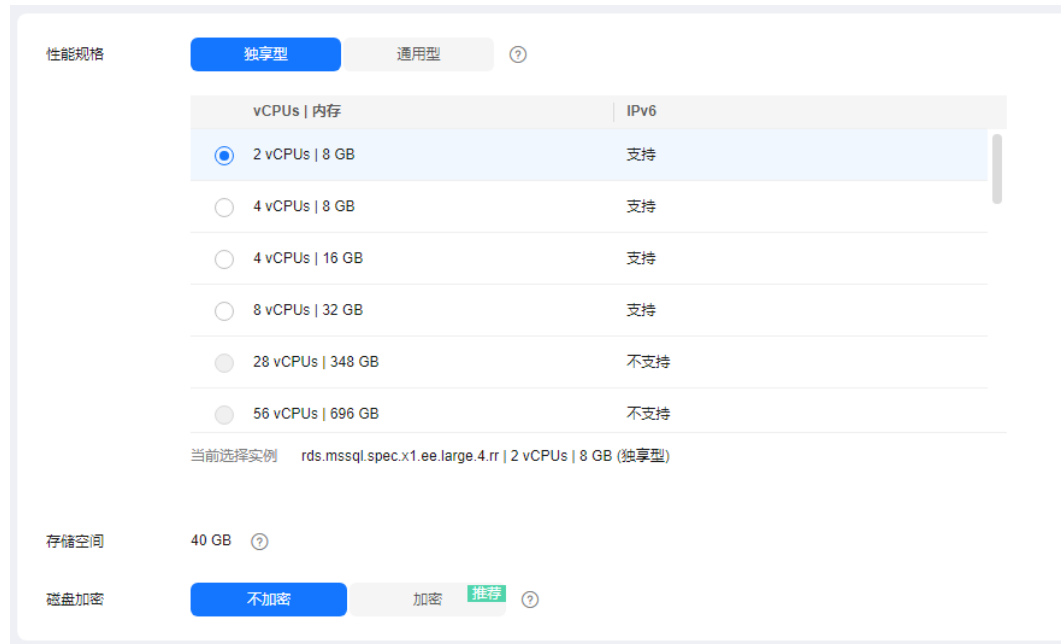 性能规格 独享型 通用型 ?
vCPUs | 内存 IPv6
2 vCPUs | 8 GB 支持
4 vCPUs | 8 GB 支持
4 vCPUs | 16 GB 支持
8 vCPUs | 32 GB 支持
28 vCPUs | 348 GB 不支持
56 vCPUs | 696 GB 不支持
当前选择实例 rds.mssql.spec.x1.ee.large.4.rr | 2 vCPUs | 8 GB (独享型)
存储空间 40 GB ?
磁盘加密 不加密 加密 推荐 ?